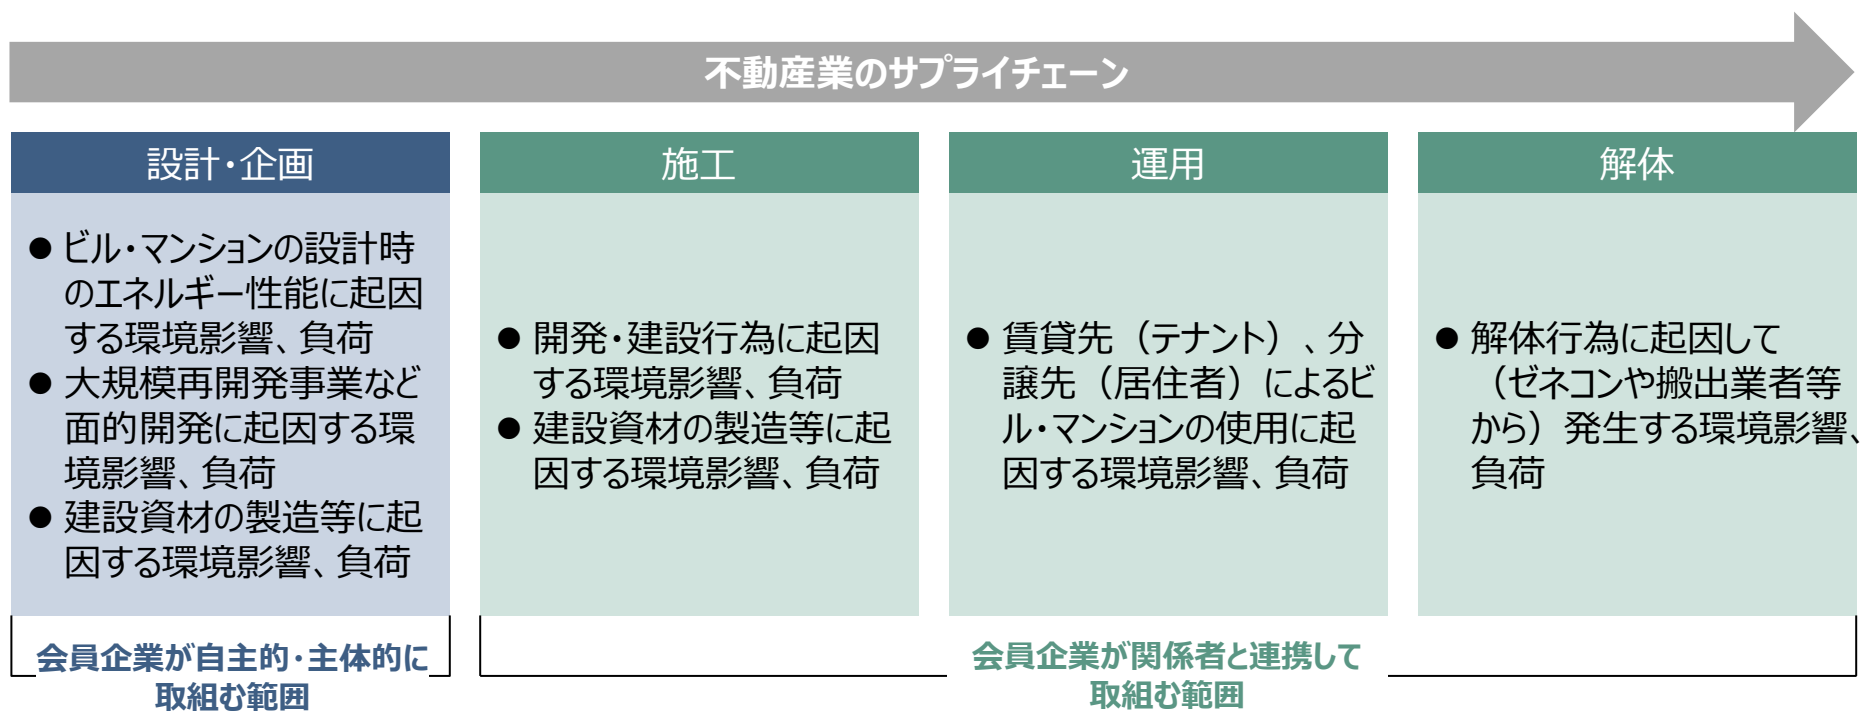 不動産業のサプライチェーン
設計・企画
● ビル・マンションの設計時
のエネルギー性能に起因
する環境影響、負荷
● 大規模再開発事業など
面的開発に起因する環
境影響、負荷
● 建設資材の製造等に起
因する環境影響、負荷
施工
● 開発・建設行為に起因
する環境影響、負荷
● 建設資材の製造等に起
因する環境影響、負荷
運用
● 賃貸先（テナント）、分
譲先（居住者）によるビ
ル・マンションの使用に起
因する環境影響、負荷
解体
● 解体行為に起因して
（ゼネコンや搬出業者等
から）発生する環境影響、
負荷
会員企業が自主的・主体的に
取組む範囲
会員企業が関係者と連携して
取組む範囲